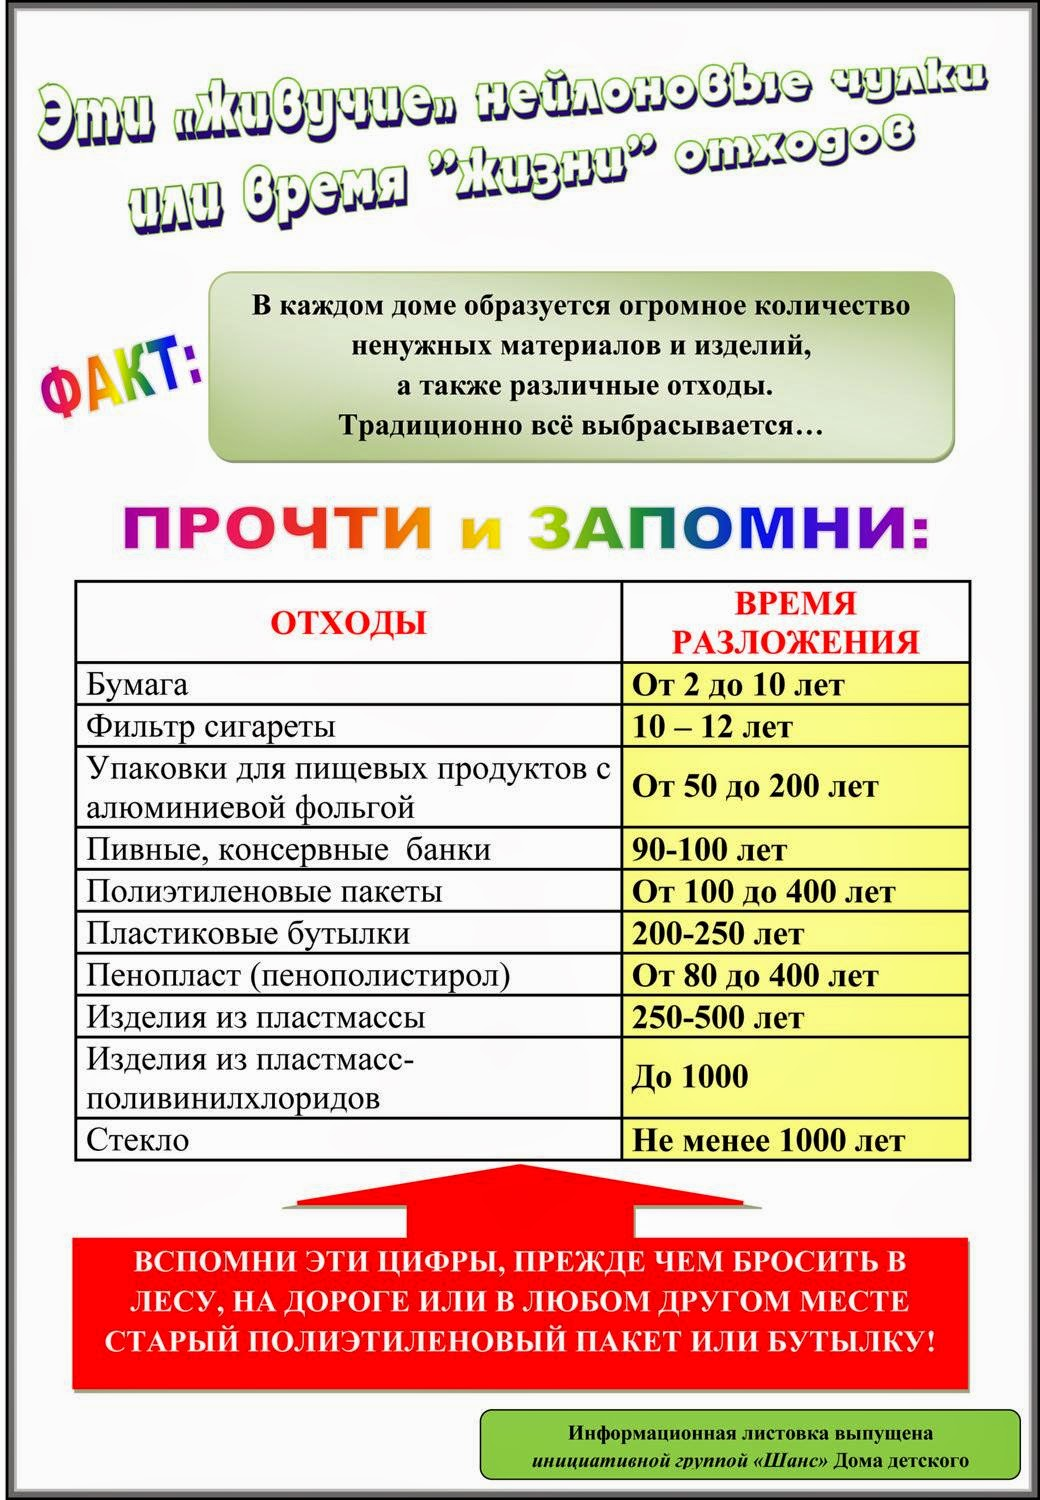 Эти «живучие» нейлоновые чулки
или время ”жизни” отходов
ФАКТ:
В каждом доме образуется огромное количество
ненужных материалов и изделий,
а также различные отходы.
Традиционно всё выбрасывается…
ПРОЧТИ и ЗАПОМНИ:
ОТХОДЫ
ВРЕМЯ
РАЗЛОЖЕНИЯ
Бумага
От 2 до 10 лет
Фильтр сигареты
10 – 12 лет
Упаковки для пищевых продуктов с
алюминиевой фольгой
От 50 до 200 лет
Пивные, консервные банки
90-100 лет
Полиэтиленовые пакеты
От 100 до 400 лет
Пластиковые бутылки
200-250 лет
Пенопласт (пенополистирол)
От 80 до 400 лет
Изделия из пластмассы
250-500 лет
Изделия из пластмасс-
поливинилхлоридов
До 1000
Стекло
Не менее 1000 лет
ВСПОМНИ ЭТИ ЦИФРЫ, ПРЕЖДЕ ЧЕМ БРОСИТЬ В
ЛЕСУ, НА ДОРОГЕ ИЛИ В ЛЮБОМ ДРУГОМ МЕСТЕ
СТАРЫЙ ПОЛИЭТИЛЕНОВЫЙ ПАКЕТ ИЛИ БУТЫЛКУ!
Информационная листовка выпущена
инициативной группой «Шанс» Дома детского